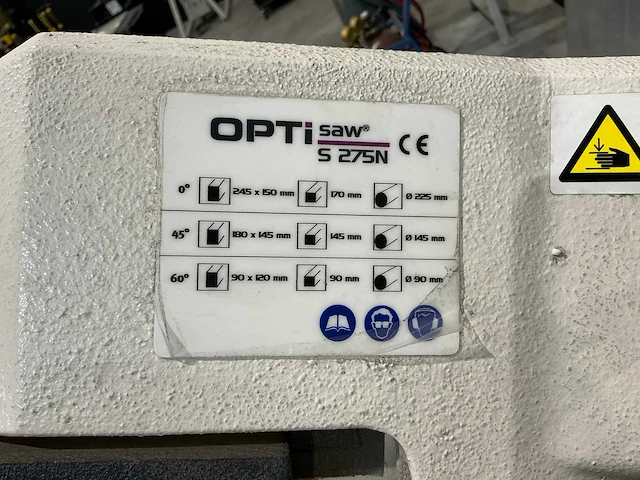 OPTi saw®
S 275N CE
0° 245 x 150 mm 170 mm Ø 225 mm
45° 180 x 145 mm 145 mm Ø 145 mm
60° 90 x 120 mm 90 mm Ø 90 mm